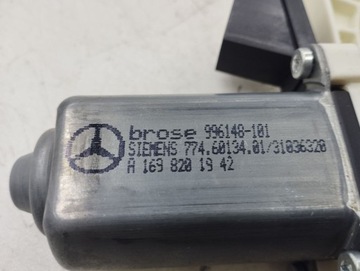 brose 996148-101
SIEMENS 774.60134.01/31036320
A 169 820 19 42